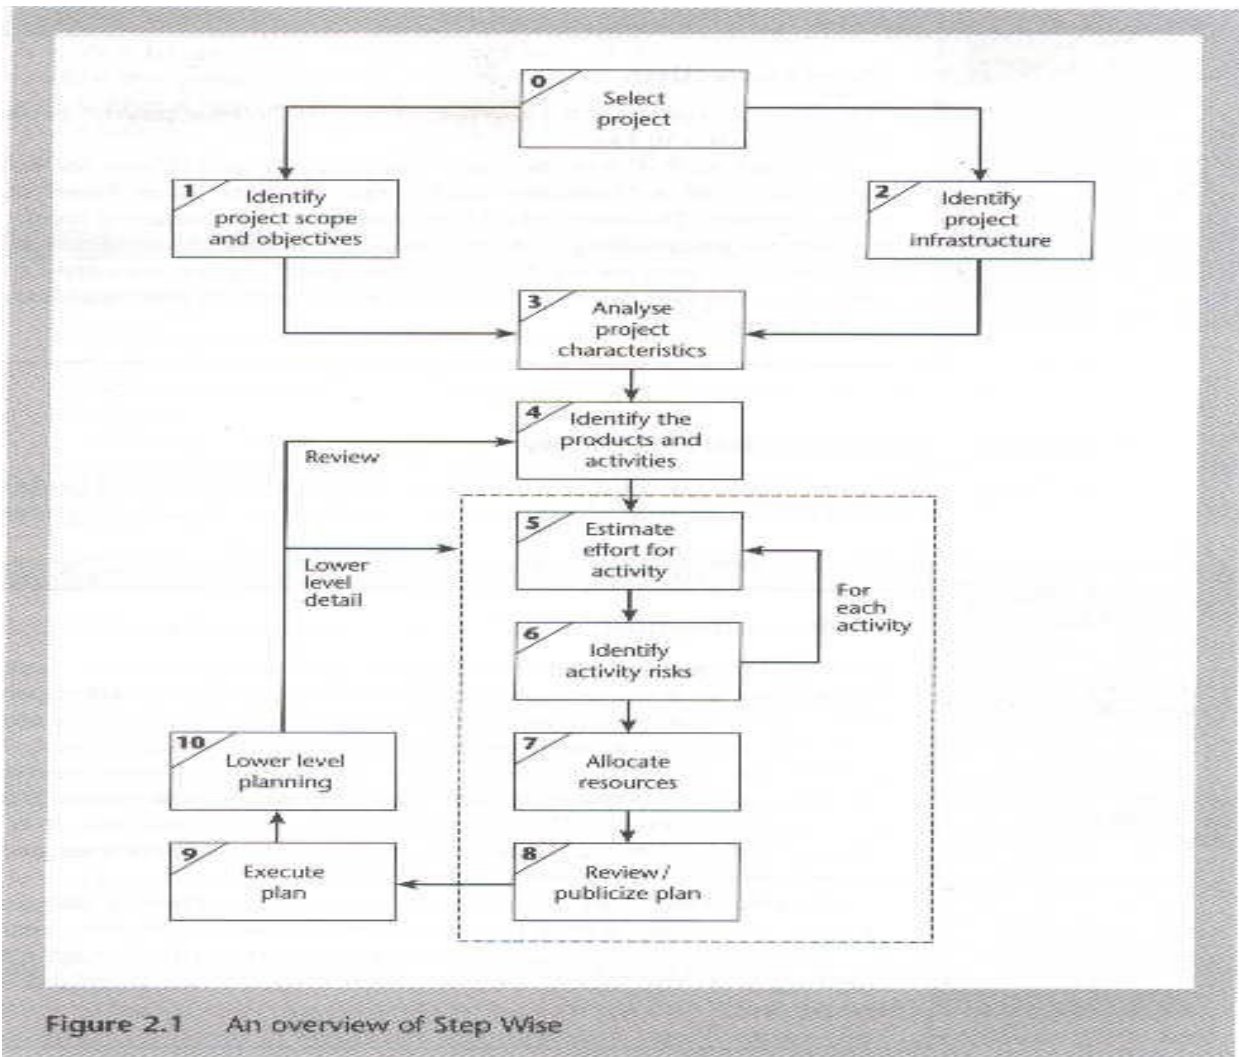 0
Select
project
1
Identify
project scope
and objectives
2
Identify
project
infrastructure
3
Analyse
project
characteristics
4
Identify the
products and
activities
Review
5
Estimate
effort for
activity
Lower
level
detail
For
each
activity
6
Identify
activity risks
10
Lower level
planning
7
Allocate
resources
9
Execute
plan
8
Review/
publicize plan
Figure 2.1 An overview of Step Wise